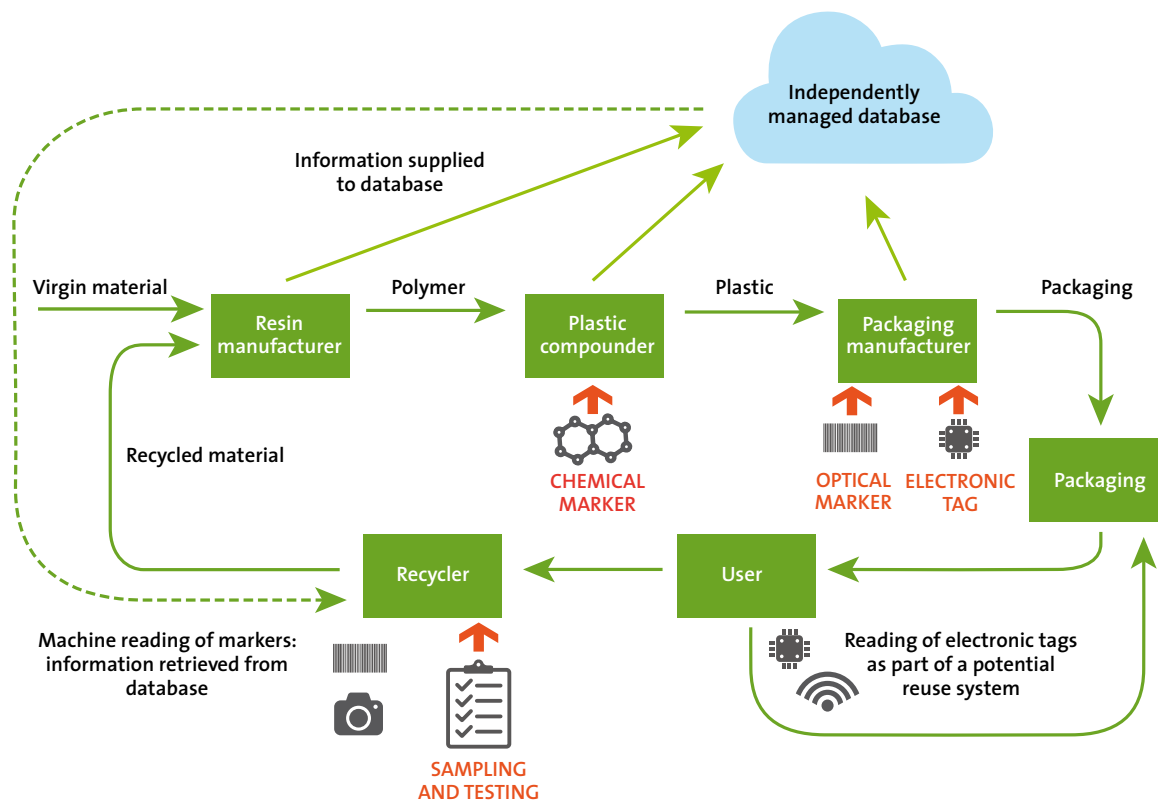 Independently
managed database
Information supplied
to database
Virgin material
Polymer
Plastic
Packaging
Resin
manufacturer
Plastic
compounder
Packaging
manufacturer
Recycled material
CHEMICAL
MARKER
OPTICAL
MARKER
ELECTRONIC
TAG
Packaging
Recycler
User
Machine reading of markers:
information retrieved from
database
Reading of electronic tags
as part of a potential
reuse system
SAMPLING
AND TESTING